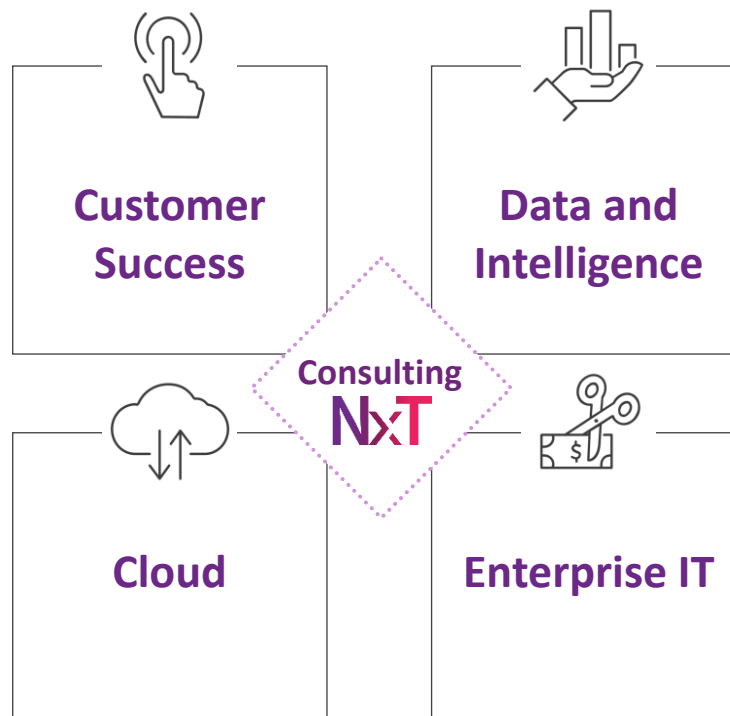 Customer
Success
Data and
Intelligence
Consulting
NxT
$
Cloud
Enterprise IT